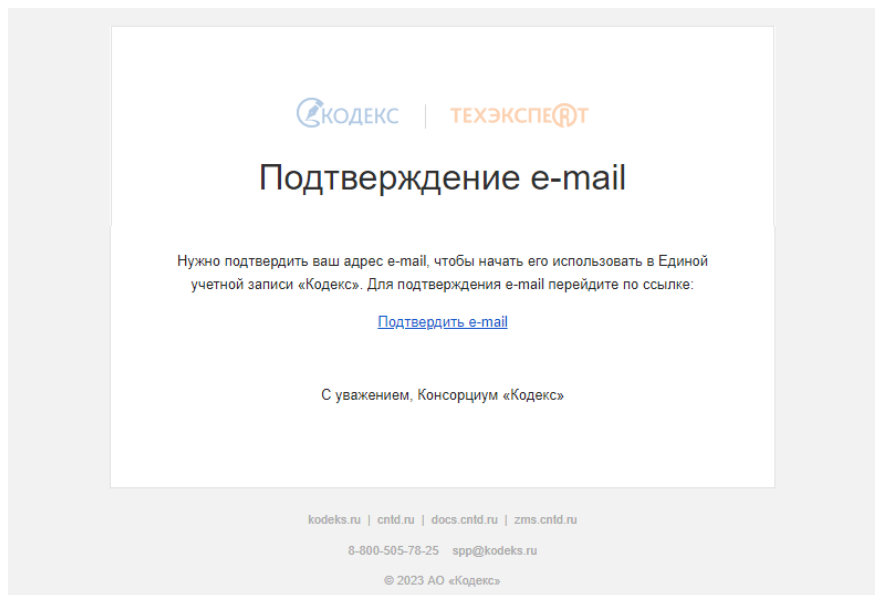 КОДЕКС | ТЕХЭКСПЕRТ
Подтверждение e-mail
Нужно подтвердить ваш адрес e-mail, чтобы начать его использовать в Единой
учетной записи «Кодекс». Для подтверждения e-mail перейдите по ссылке:
Подтвердить e-mail
С уважением, Консорциум «Кодекс»
kodeks.ru | cntd.ru | docs.cntd.ru | zms.cntd.ru
8-800-505-78-25 spp@kodeks.ru
© 2023 АО «Кодекс»